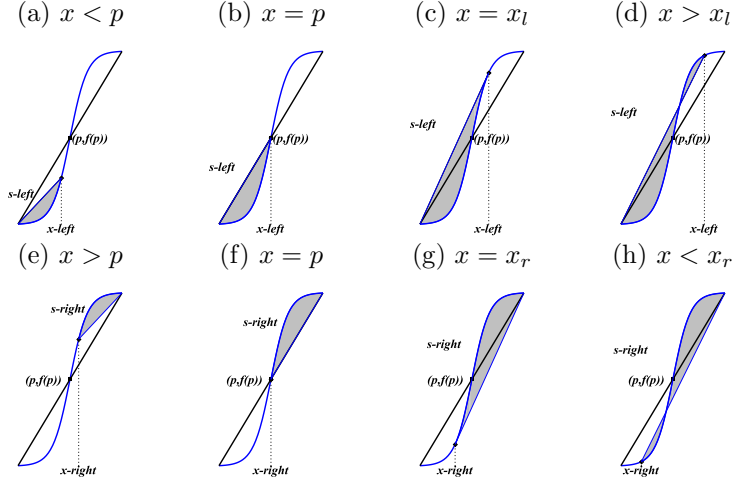 (a) x < p
(b) x = p
(c) x = x_l
(d) x > x_l
(p,f(p))
s-left
x-left
(p,f(p))
s-left
x-left
(p,f(p))
s-left
x-left
(p,f(p))
s-left
x-left
(e) x > p
(f) x = p
(g) x = x_r
(h) x < x_r
s-right
(p,f(p))
x-right
s-right
(p,f(p))
x-right
s-right
(p,f(p))
x-right
s-right
(p,f(p))
x-right